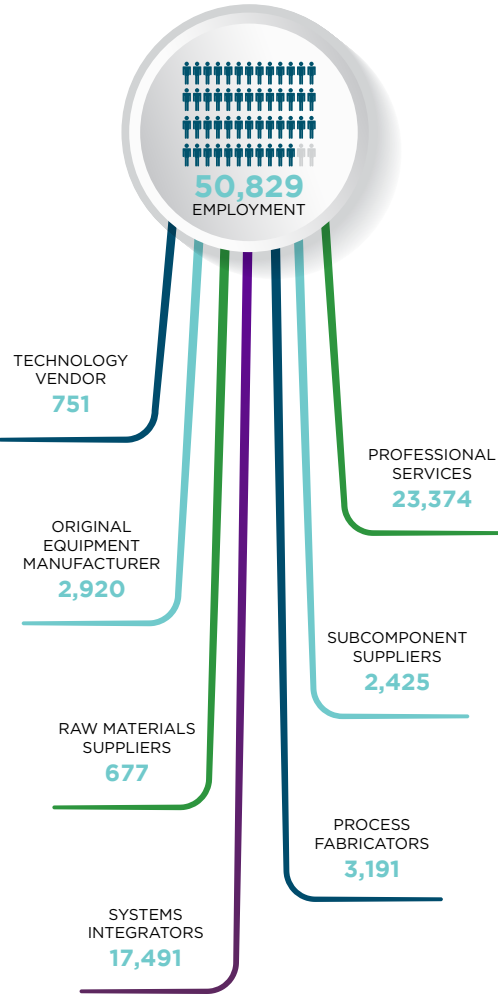 50,829
EMPLOYMENT
TECHNOLOGY
VENDOR
751
PROFESSIONAL
SERVICES
23,374
ORIGINAL
EQUIPMENT
MANUFACTURER
2,920
SUBCOMPONENT
SUPPLIERS
2,425
RAW MATERIALS
SUPPLIERS
677
PROCESS
FABRICATORS
3,191
SYSTEMS
INTEGRATORS
17,491